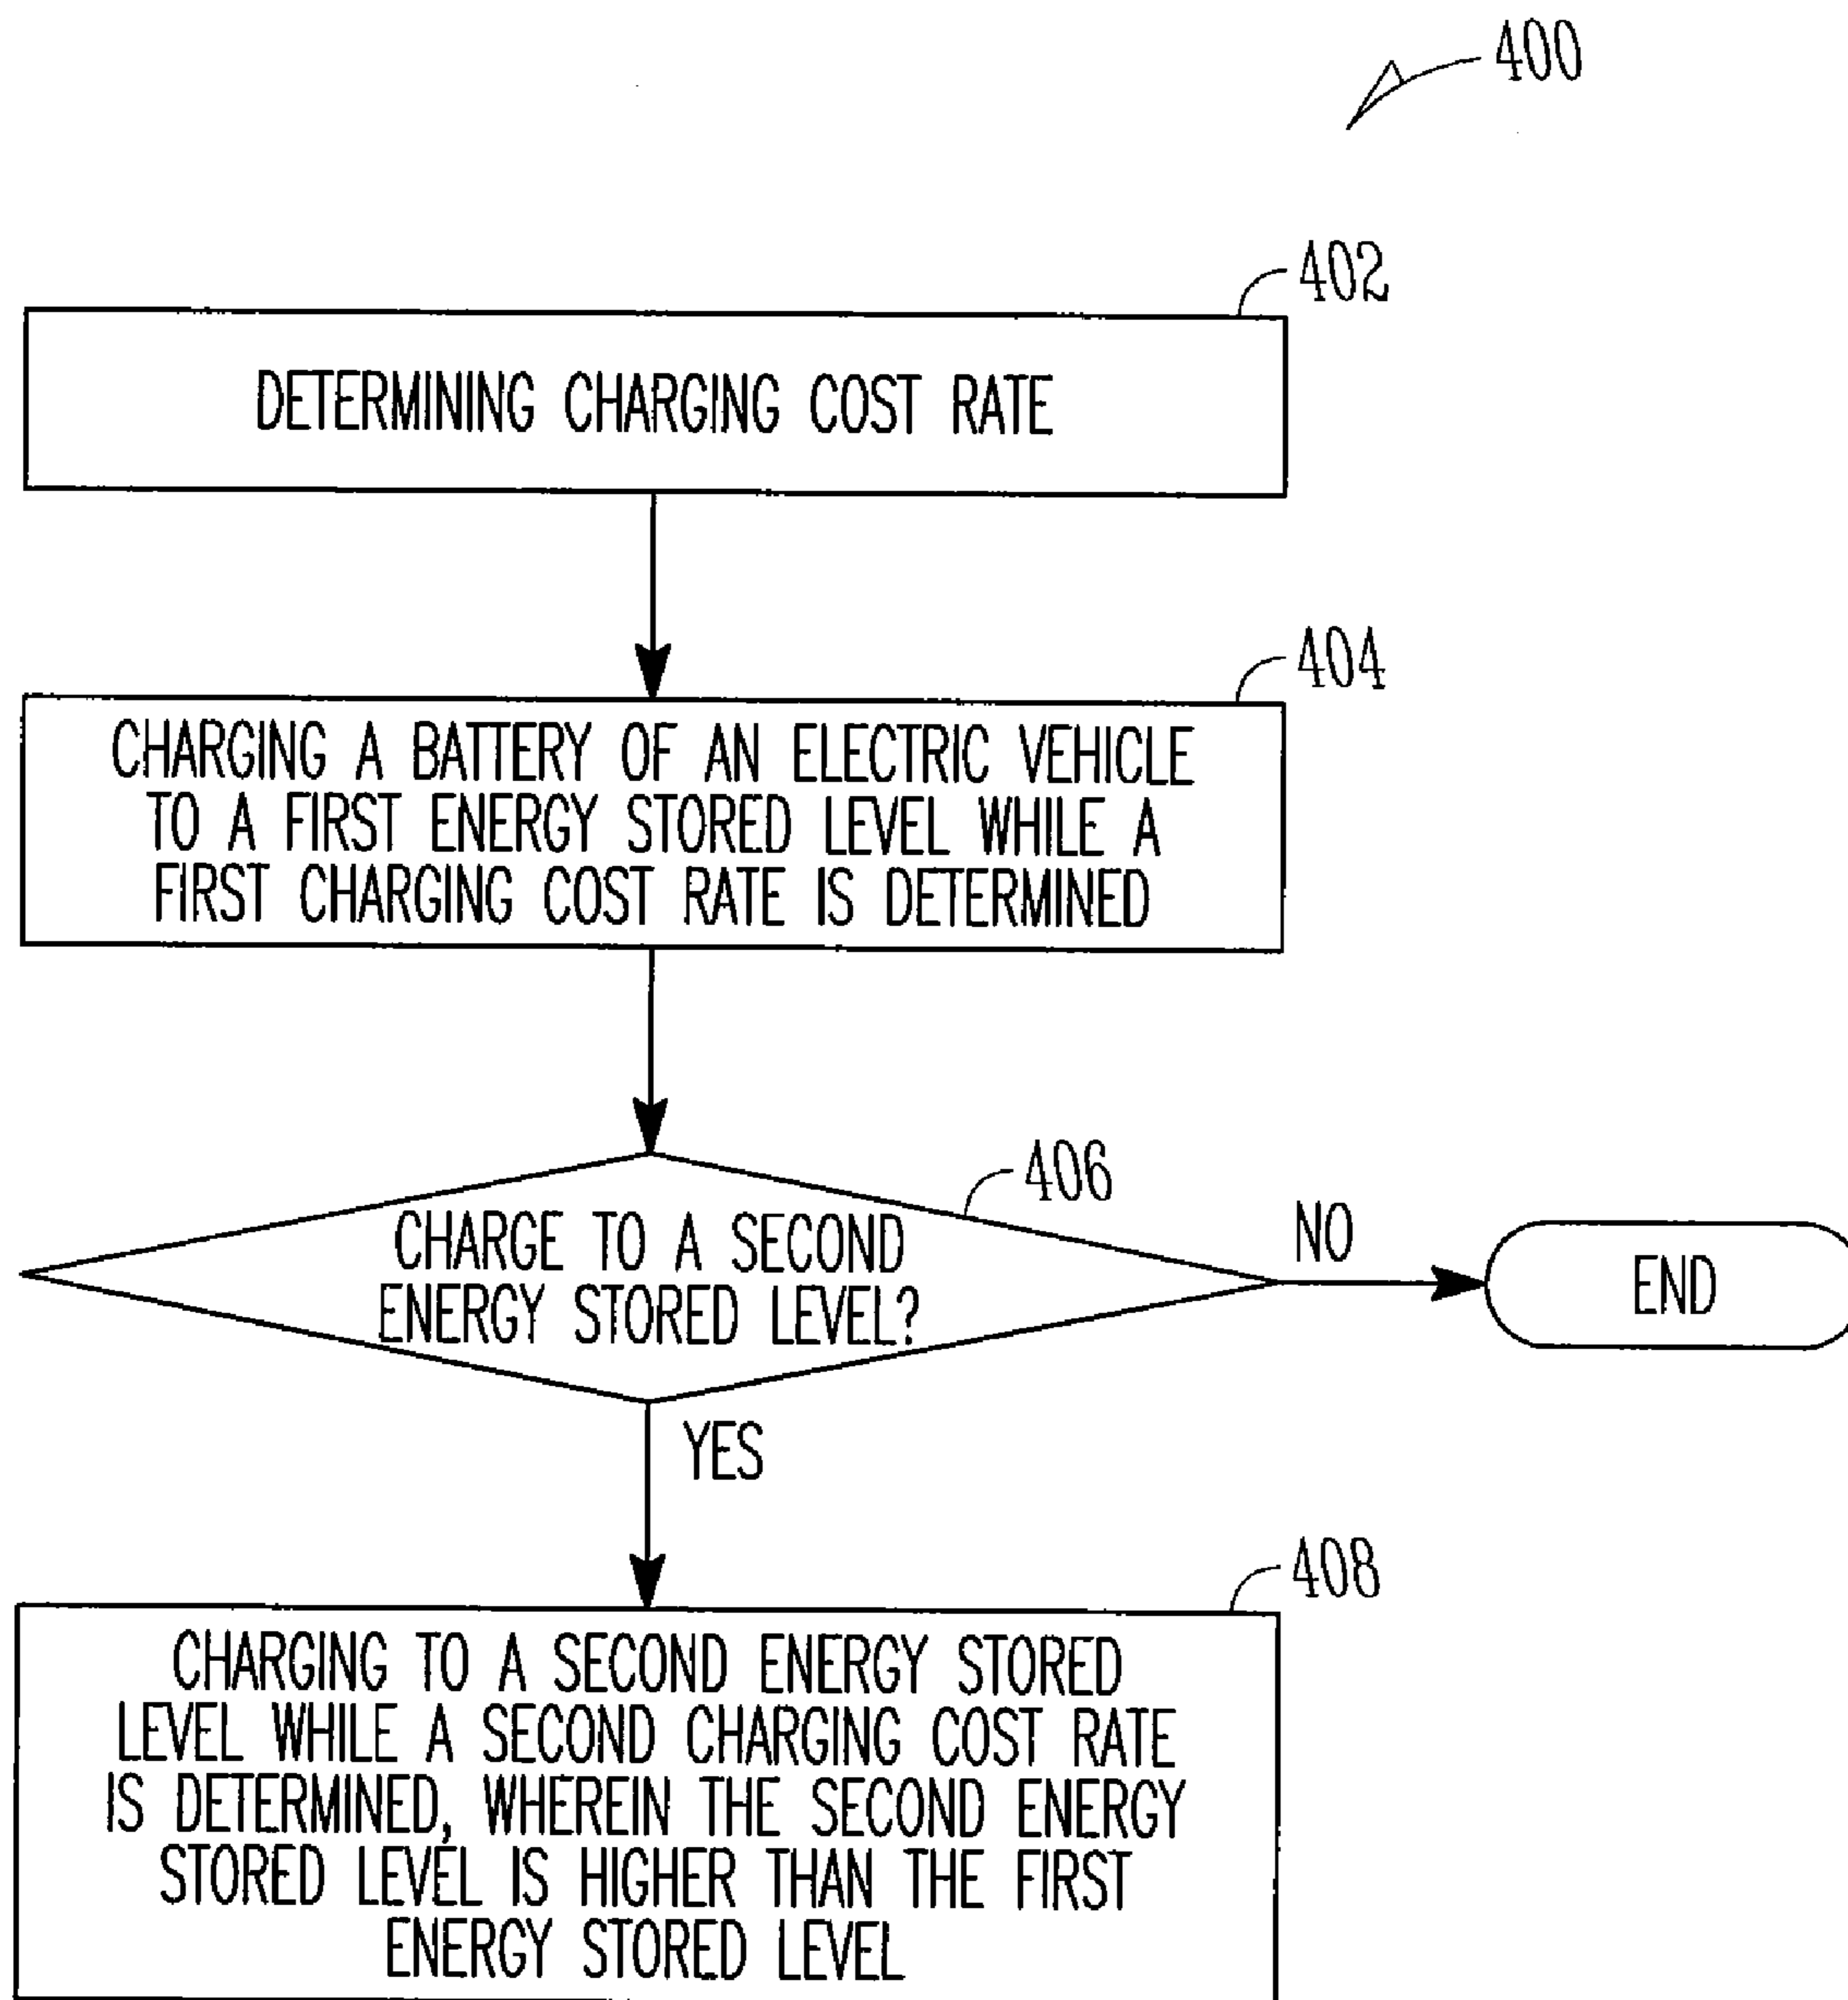 400
402
DETERMINING CHARGING COST RATE
404
CHARGING A BATTERY OF AN ELECTRIC VEHICLE
TO A FIRST ENERGY STORED LEVEL WHILE A
FIRST CHARGING COST RATE IS DETERMINED
406
CHARGE TO A SECOND
ENERGY STORED LEVEL?
NO
END
YES
408
CHARGING TO A SECOND ENERGY STORED
LEVEL WHILE A SECOND CHARGING COST RATE
IS DETERMINED, WHEREIN THE SECOND ENERGY
STORED LEVEL IS HIGHER THAN THE FIRST
ENERGY STORED LEVEL